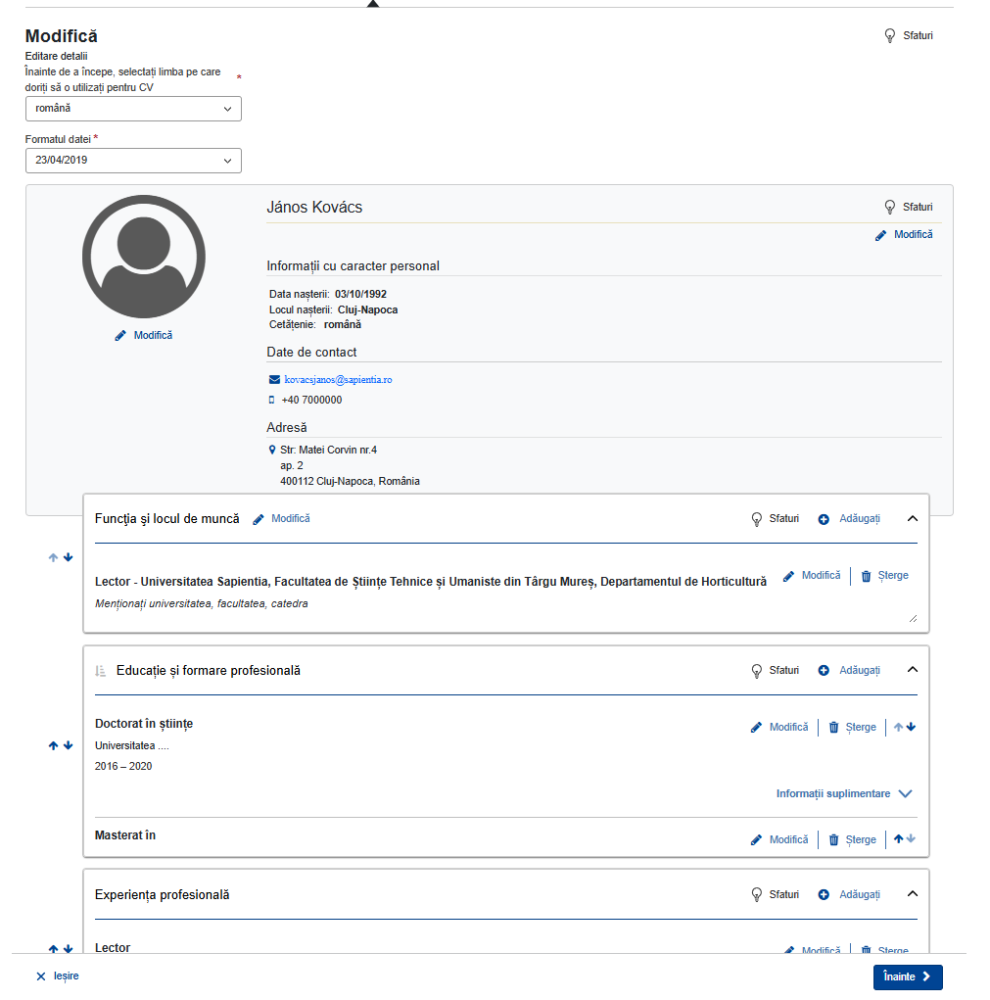 Modifică
Sfaturi
Editare detalii
Înainte de a începe, selectați limba pe care
doriți să o utilizați pentru CV *
română
Formatul datei *
23/04/2019
János Kovács
Sfaturi
Modifică
Informații cu caracter personal
Data nașterii: 03/10/1992
Locul nașterii: Cluj-Napoca
Cetățenie: română
Modifică
Date de contact
kovacsjanos@sapientia.ro
+40 7000000
Adresă
Str: Matei Corvin nr.4
ap. 2
400112 Cluj-Napoca, România
Funcția și locul de muncă Modifică Sfaturi Adăugați
Lector - Universitatea Sapientia, Facultatea de Științe Tehnice și Umaniste din Târgu Mureș, Departamentul de Horticultură Modifică Șterge
Menționați universitatea, facultatea, catedra
Educație și formare profesională Sfaturi Adăugați
Doctorat în științe Modifică Șterge
Universitatea ....
2016 – 2020
Informații suplimentare
Masterat în Modifică Șterge
Experiența profesională Sfaturi Adăugați
Lector Modifică Șterge
Ieșire Înainte